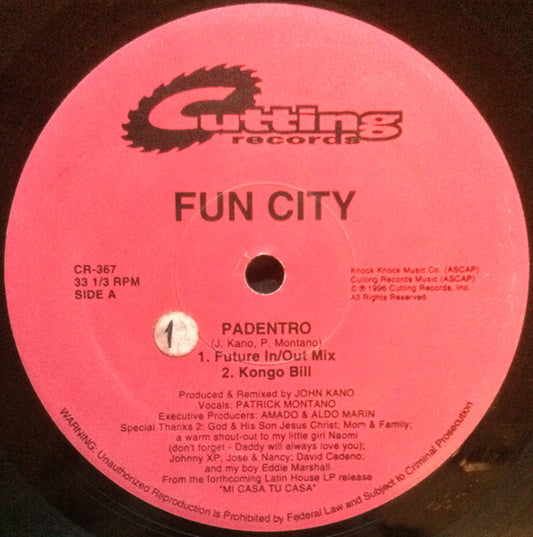 Cutting
records
FUN CITY
CR-367
33 1/3 RPM
SIDE A
Knock Knock Music Co. (ASCAP)
Cutting Records Music (ASCAP)
© ℗ 1996 Cutting Records, Inc.
All Rights Reserved.
1
PADENTRO
(J. Kano, P. Montano)
1. Future In/Out Mix
2. Kongo Bill
Produced & Remixed by JOHN KANO
Vocals: PATRICK MONTANO
Executive Producers: AMADO & ALDO MARIN
Special Thanks 2: God & His Son Jesus Christ; Mom & Family;
a warm shout-out to my little girl Naomi
(don't forget - Daddy will always love you);
Johnny XP; Jose & Nancy; David Cedeno;
and my boy Eddie Marshall
From the forthcoming Latin House LP release
"MI CASA TU CASA"
WARNING: Unauthorized Reproduction is Prohibited by Federal Law and Subject to Criminal Prosecution